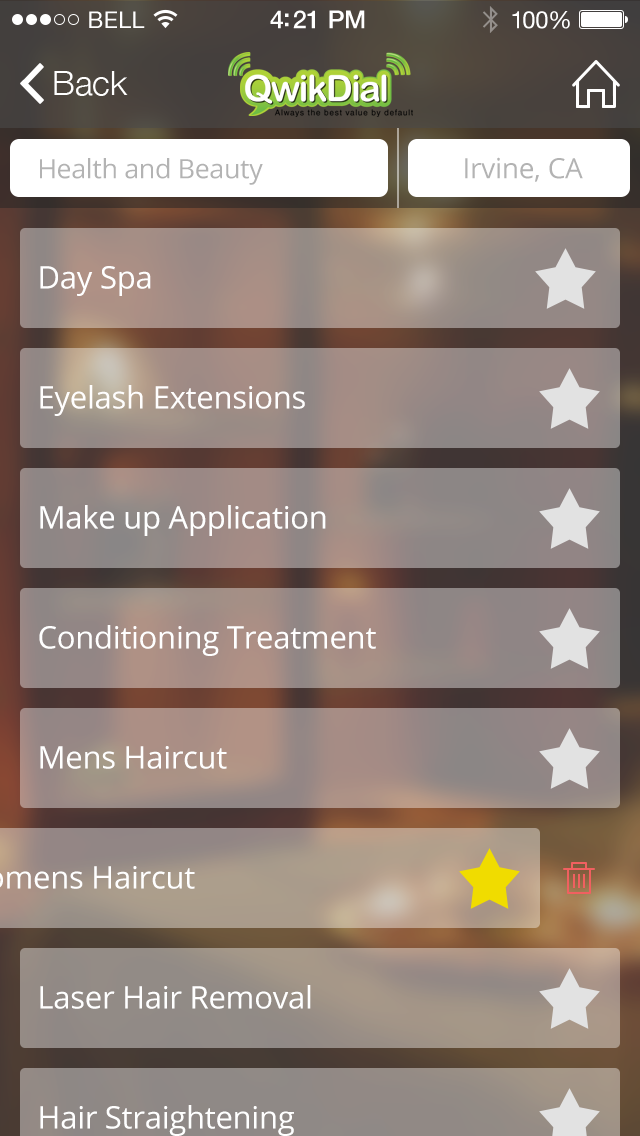 BELL 4:21 PM 100%
Back
QwikDial
Always the best value by default
Health and Beauty
Irvine, CA
Day Spa
Eyelash Extensions
Make up Application
Conditioning Treatment
Mens Haircut
omens Haircut
Laser Hair Removal
Hair Straightening